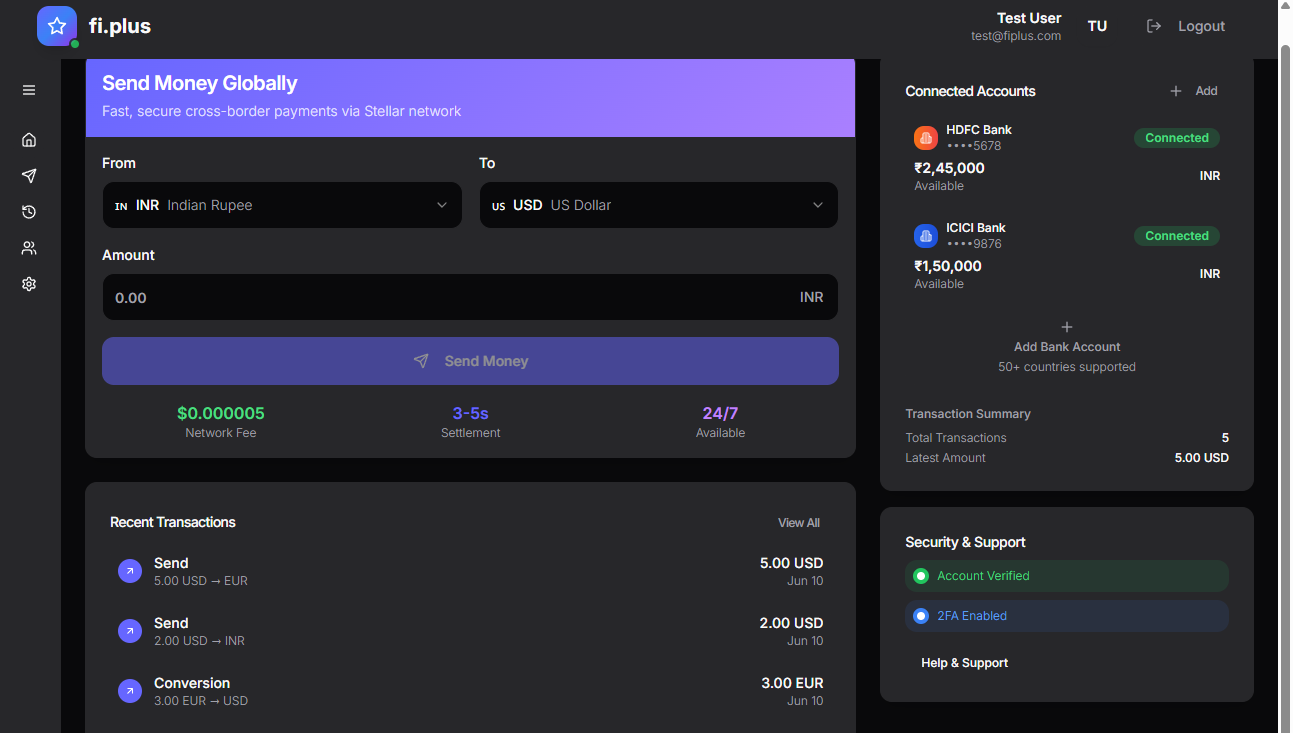 fi.plus
Test User
test@fiplus.com
TU
Logout
Send Money Globally
Fast, secure cross-border payments via Stellar network
From
IN INR Indian Rupee
To
US USD US Dollar
Amount
0.00 INR
Send Money
$0.000005
Network Fee
3-5s
Settlement
24/7
Available
Recent Transactions View All
Send 5.00 USD
5.00 USD → EUR Jun 10
Send 2.00 USD
2.00 USD → INR Jun 10
Conversion 3.00 EUR
3.00 EUR → USD Jun 10
Connected Accounts + Add
HDFC Bank
••••5678
Connected
₹2,45,000
Available
INR
ICICI Bank
••••9876
Connected
₹1,50,000
Available
INR
+
Add Bank Account
50+ countries supported
Transaction Summary
Total Transactions 5
Latest Amount 5.00 USD
Security & Support
Account Verified
2FA Enabled
Help & Support